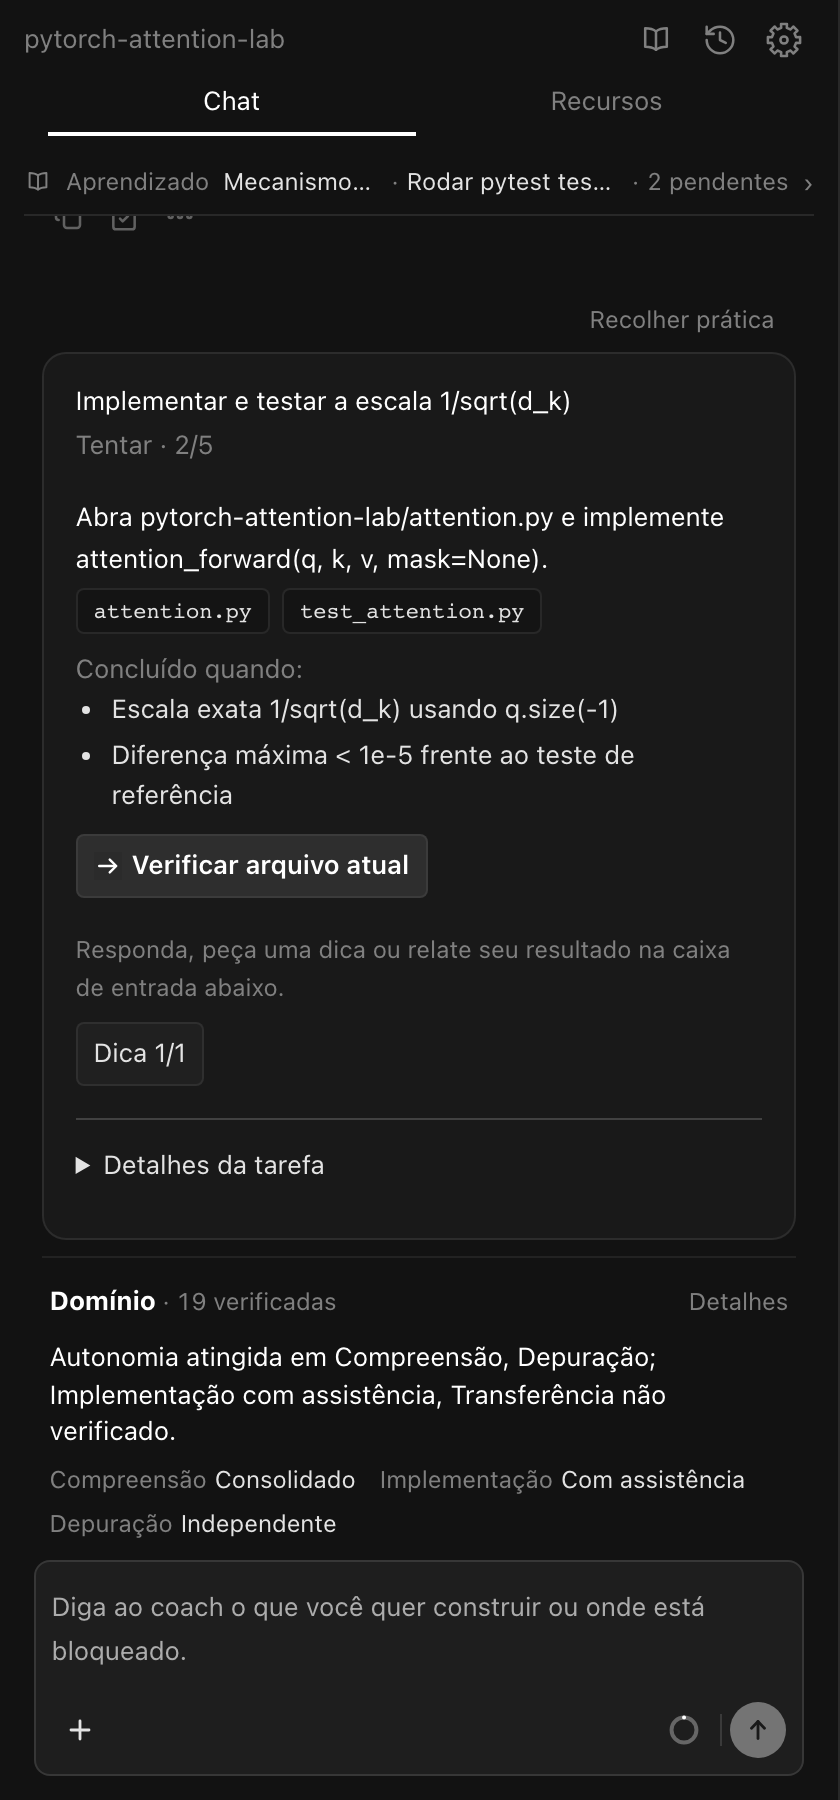 pytorch-attention-lab
Chat
Recursos
Aprendizado Mecanismo... · Rodar pytest tes... · 2 pendentes ›
Recolher prática
Implementar e testar a escala 1/sqrt(d_k)
Tentar · 2/5
Abra pytorch-attention-lab/attention.py e implemente
attention_forward(q, k, v, mask=None).
attention.py
test_attention.py
Concluído quando:
• Escala exata 1/sqrt(d_k) usando q.size(-1)
• Diferença máxima < 1e-5 frente ao teste de
referência
→ Verificar arquivo atual
Responda, peça uma dica ou relate seu resultado na caixa
de entrada abaixo.
Dica 1/1
▶ Detalhes da tarefa
Domínio · 19 verificadas
Detalhes
Autonomia atingida em Compreensão, Depuração;
Implementação com assistência, Transferência não
verificado.
Compreensão Consolidado Implementação Com assistência
Depuração Independente
Diga ao coach o que você quer construir ou onde está
bloqueado.